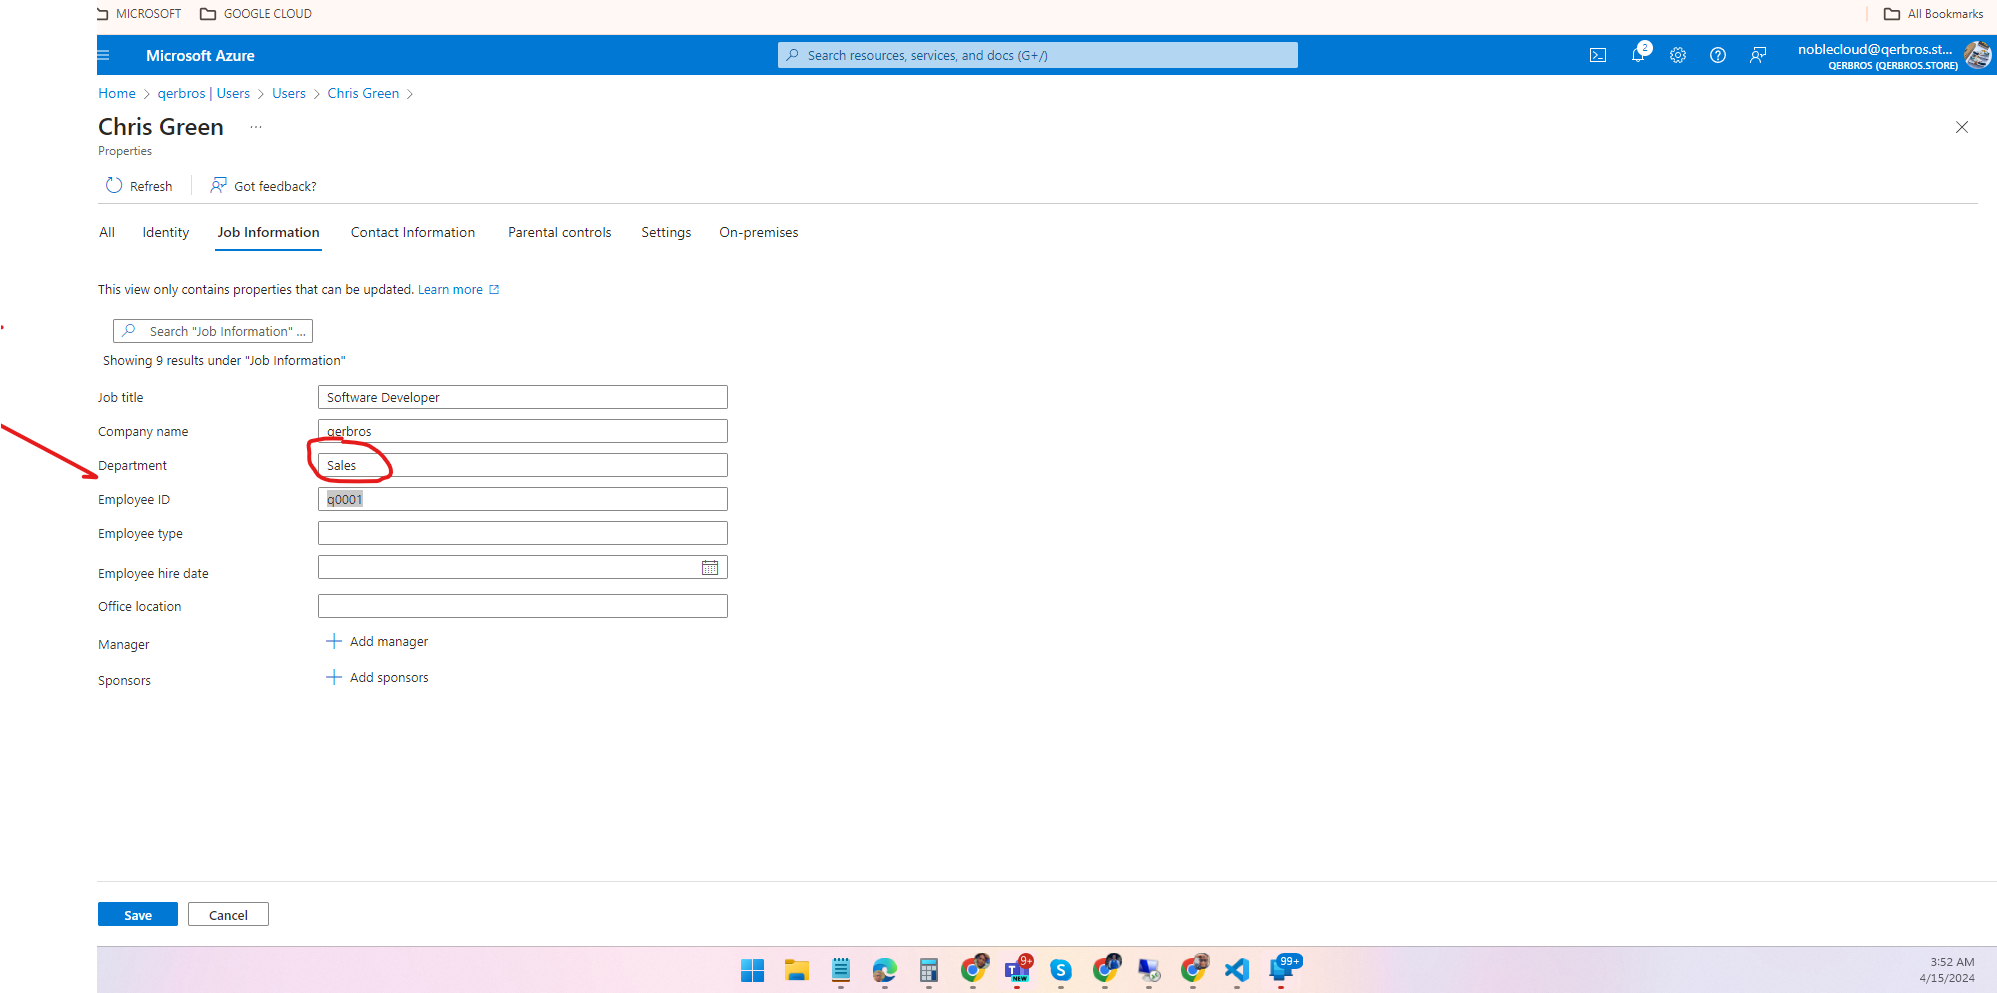 MICROSOFT GOOGLE CLOUD All Bookmarks
Microsoft Azure Search resources, services, and docs (G+/) 2 noblecloud@qerbros.st...
QERBROS (QERBROS.STORE)
Home > qerbros | Users > Users > Chris Green >
Chris Green ...
Properties
Refresh Got feedback?
All Identity Job Information Contact Information Parental controls Settings On-premises
This view only contains properties that can be updated. Learn more
Search "Job Information" ...
Showing 9 results under "Job Information"
Job title Software Developer
Company name qerbros
Department Sales
Employee ID q0001
Employee type
Employee hire date
Office location
Manager Add manager
Sponsors Add sponsors
Save Cancel
9+ T NEW S 99+
3:52 AM
4/15/2024